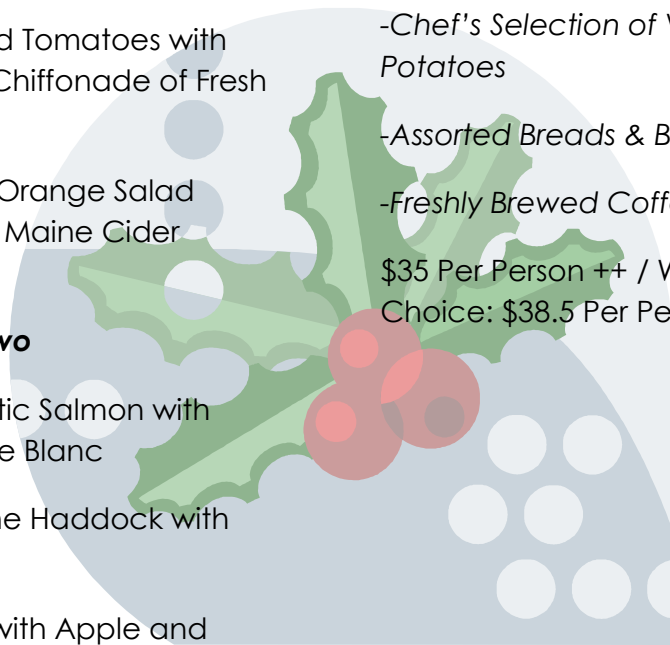 d Tomatoes with
Chiffonade of Fresh
Orange Salad
Maine Cider
wo
tic Salmon with
e Blanc
ne Haddock with
with Apple and
-Chef's Selection of
Potatoes
-Assorted Breads & B
-Freshly Brewed Coff
$35 Per Person ++ / W
Choice: $38.5 Per Pe